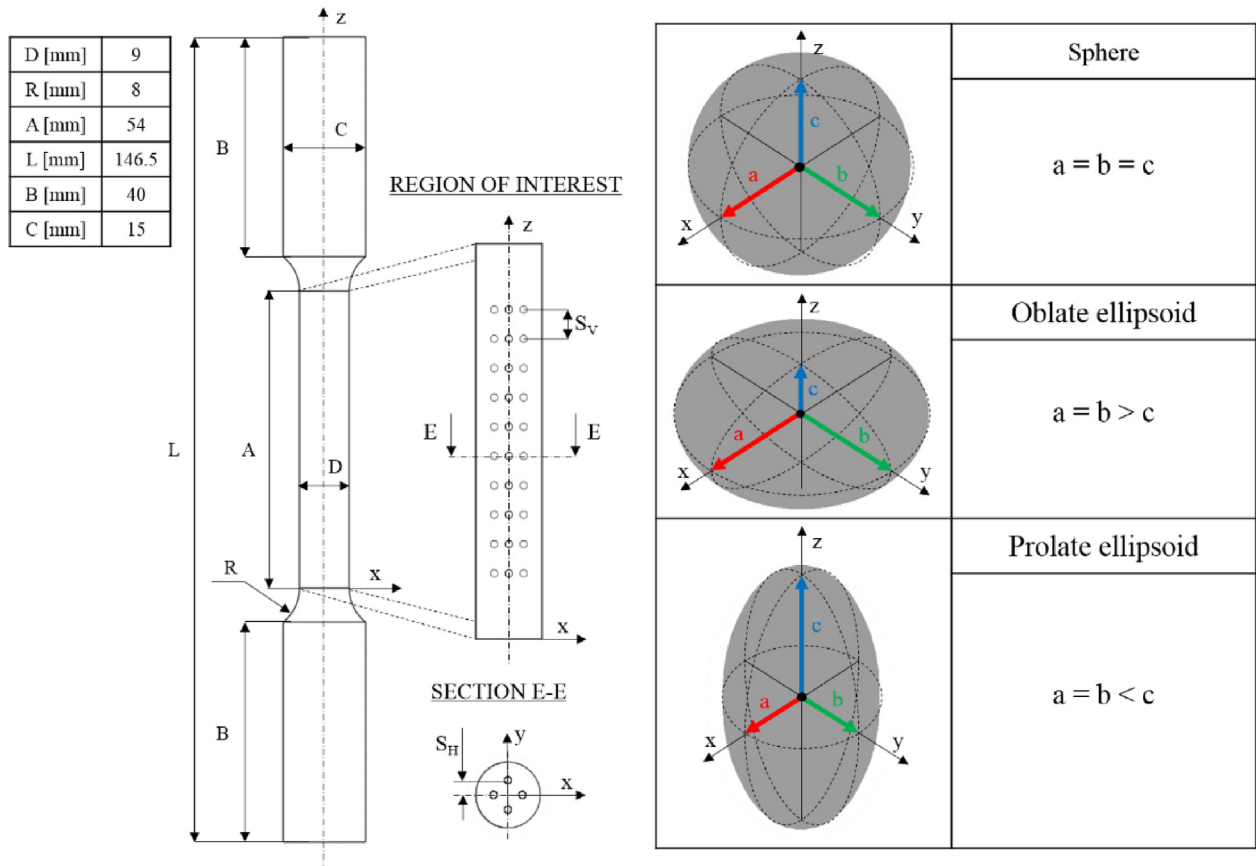 D [mm] 9
R [mm] 8
A [mm] 54
L [mm] 146.5
B [mm] 40
C [mm] 15
z
B
C
L
A
D
R
x
B
REGION OF INTEREST
z
S_V
E E
x
SECTION E-E
S_H
y
x
z
c
a
b
x
y
Sphere
a = b = c
z
c
a
b
x
y
Oblate ellipsoid
a = b > c
z
c
a
b
x
y
Prolate ellipsoid
a = b < c